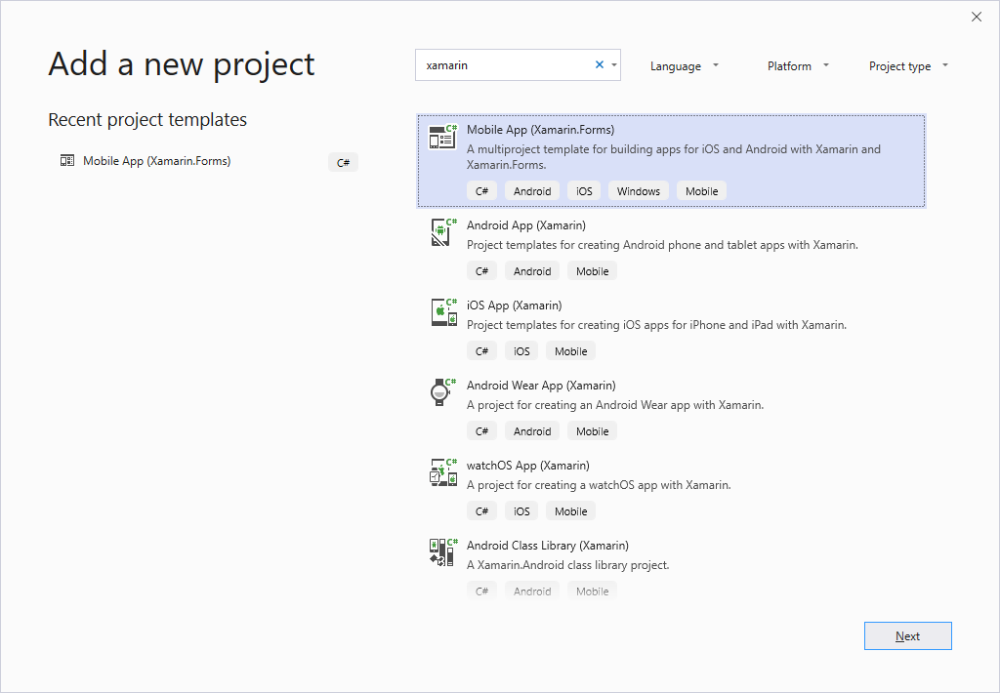 Add a new project
xamarin
Language
Platform
Project type
Recent project templates
Mobile App (Xamarin.Forms)
C#
C#
Mobile App (Xamarin.Forms)
A multiproject template for building apps for iOS and Android with Xamarin and
Xamarin.Forms.
C# Android iOS Windows Mobile
C#
Android App (Xamarin)
Project templates for creating Android phone and tablet apps with Xamarin.
C# Android Mobile
C#
iOS App (Xamarin)
Project templates for creating iOS apps for iPhone and iPad with Xamarin.
C# iOS Mobile
C#
Android Wear App (Xamarin)
A project for creating an Android Wear app with Xamarin.
C# Android Mobile
C#
watchOS App (Xamarin)
A project for creating a watchOS app with Xamarin.
C# iOS Mobile
C#
Android Class Library (Xamarin)
A Xamarin.Android class library project.
C# Android Mobile
Next